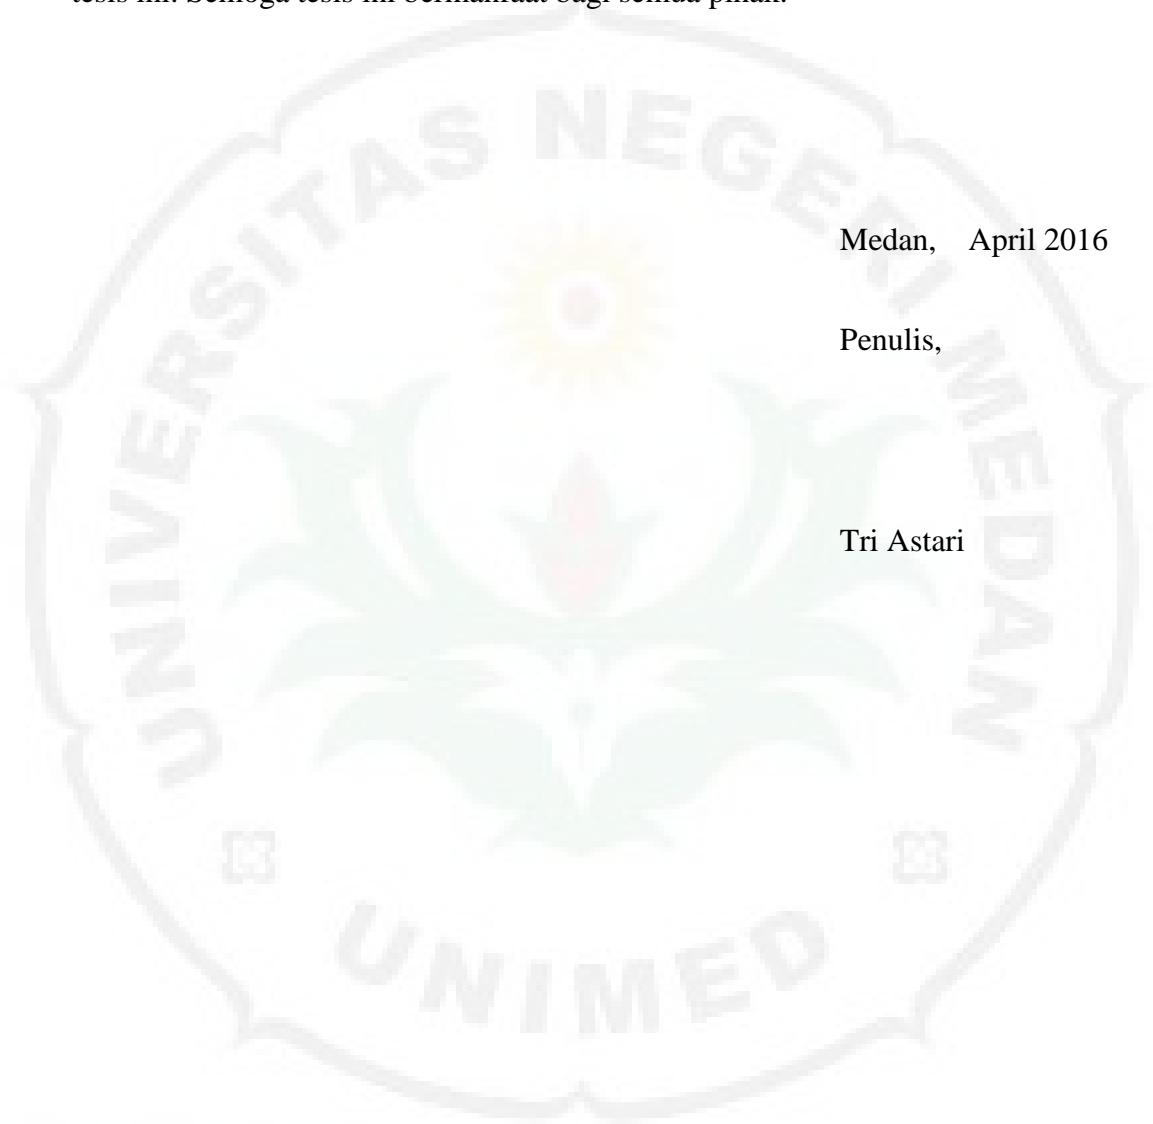 tesis ini. Semoga tesis ini bermanfaat bagi semua pihak.
UNIVERSITAS NEGERI MEDAN
Medan, April 2016
Penulis,
Tri Astari
UNIMED